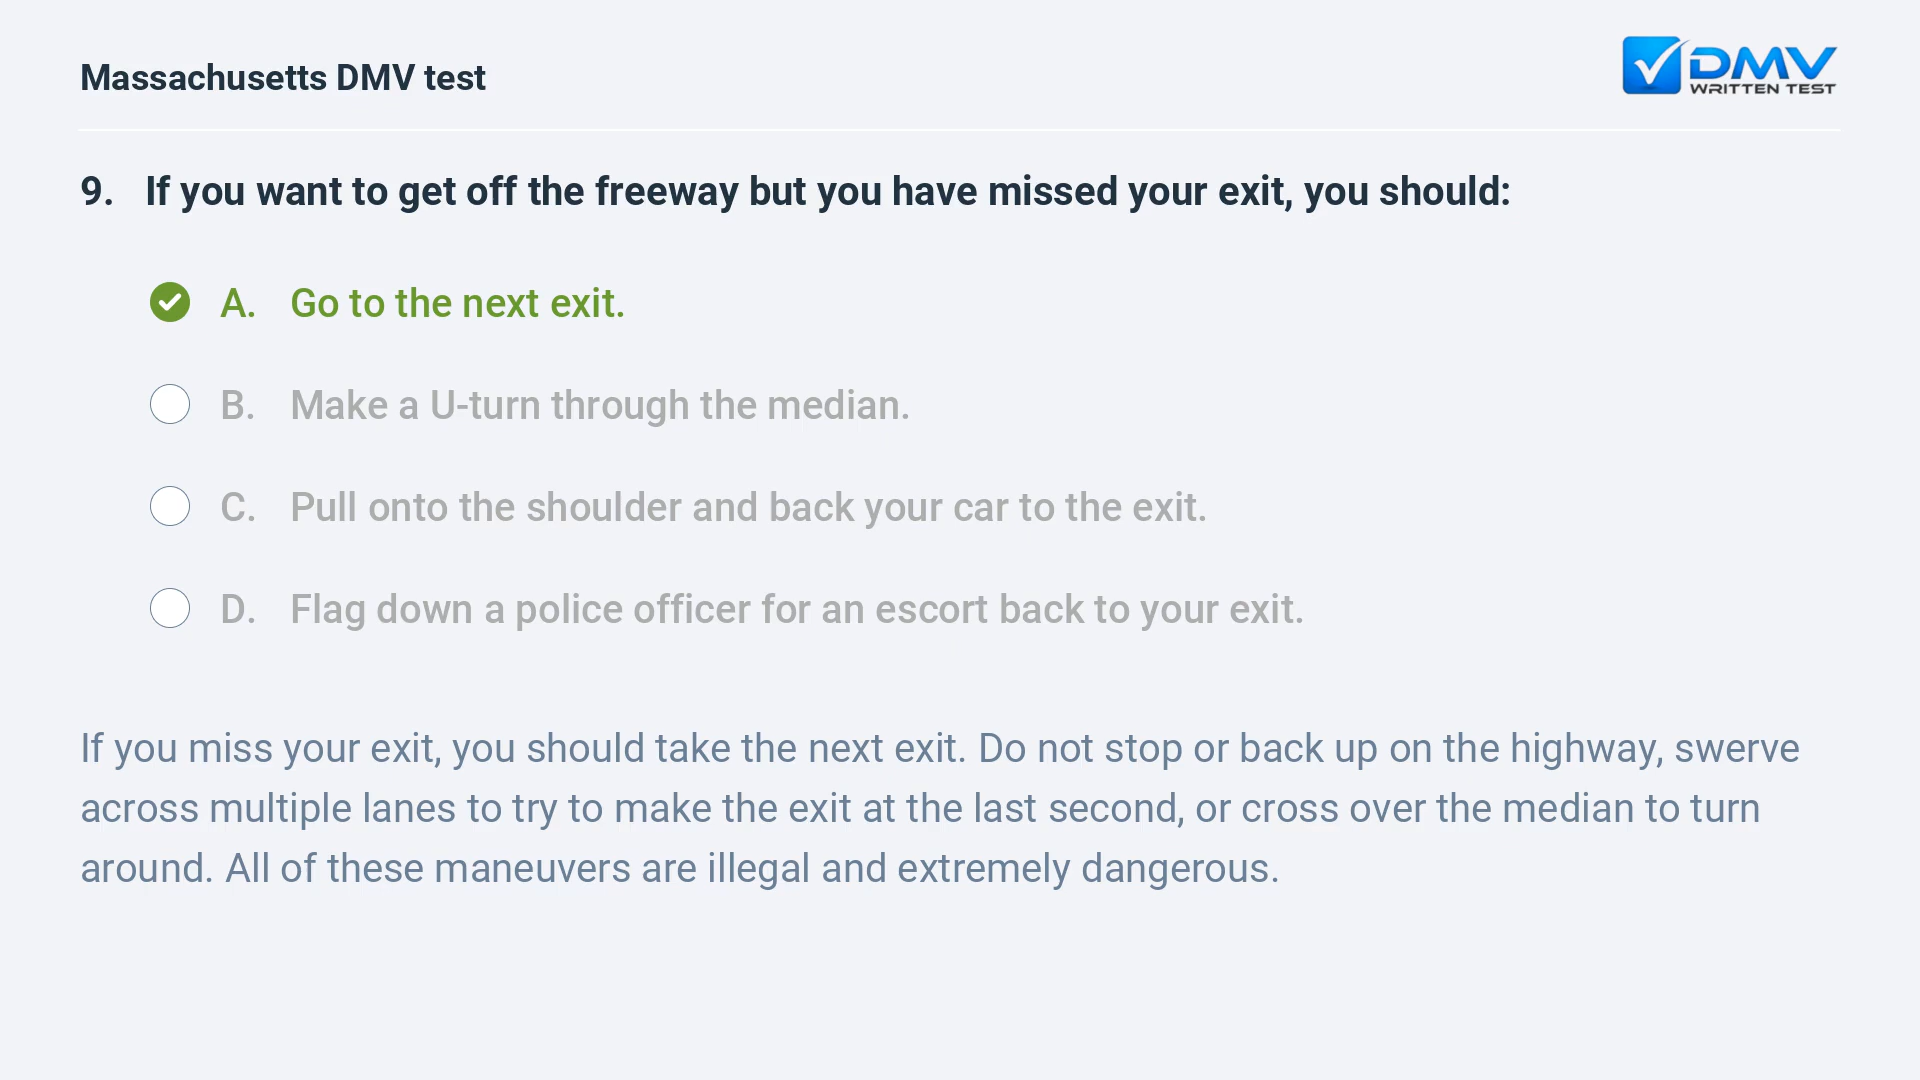 Massachusetts DMV test
DMV
WRITTEN TEST
9. If you want to get off the freeway but you have missed your exit, you should:
A. Go to the next exit.
B. Make a U-turn through the median.
C. Pull onto the shoulder and back your car to the exit.
D. Flag down a police officer for an escort back to your exit.
If you miss your exit, you should take the next exit. Do not stop or back up on the highway, swerve
across multiple lanes to try to make the exit at the last second, or cross over the median to turn
around. All of these maneuvers are illegal and extremely dangerous.